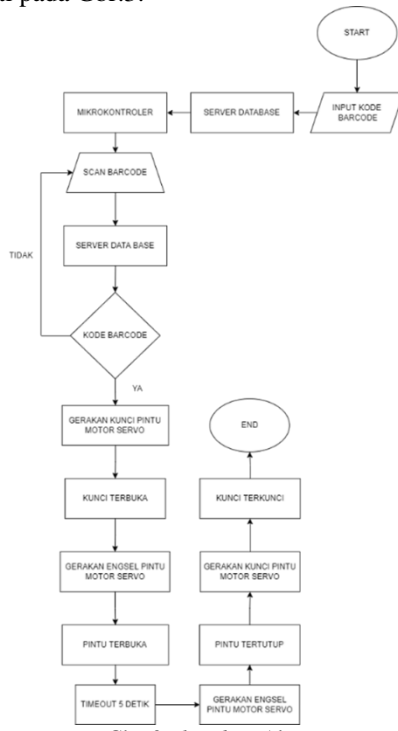 START
INPUT KODE
BARCODE
SERVER DATABASE
MIKROKONTROLER
SCAN BARCODE
SERVER DATA BASE
TIDAK
KODE BARCODE
YA
GERAKAN KUNCI PINTU
MOTOR SERVO
KUNCI TERBUKA
GERAKAN ENGSEL PINTU
MOTOR SERVO
PINTU TERBUKA
TIMEOUT 5 DETIK
GERAKAN ENGSEL
PINTU MOTOR SERVO
PINTU TERTUTUP
GERAKAN KUNCI PINTU
MOTOR SERVO
KUNCI TERKUNCI
END